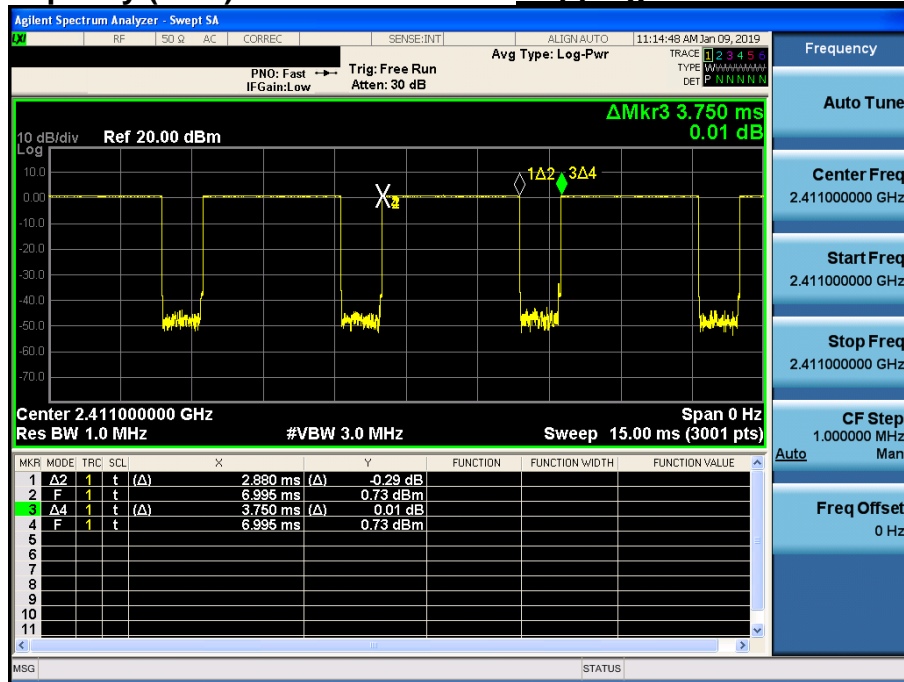 Agilent Spectrum Analyzer - Swept SA
LXI RF 50 Ω AC CORREC SENSE:INT ALIGN AUTO 11:14:48 AM Jan 09, 2019
Avg Type: Log-Pwr
TRACE 1 2 3 4 5 6
TYPE WWWWWW
DET P N N N N N
PNO: Fast
IFGain:Low
Trig: Free Run
Atten: 30 dB
ΔMkr3 3.750 ms
0.01 dB
10 dB/div Ref 20.00 dBm
Log
10.0
0.00
-10.0
-20.0
-30.0
-40.0
-50.0
-60.0
-70.0
1Δ2 3Δ4
Center 2.411000000 GHz Span 0 Hz
Res BW 1.0 MHz #VBW 3.0 MHz Sweep 15.00 ms (3001 pts)
MKR MODE TRC SCL X Y FUNCTION FUNCTION WIDTH FUNCTION VALUE
1 Δ2 1 t (Δ) 2.880 ms (Δ) -0.29 dB
2 F 1 t 6.995 ms 0.73 dBm
3 Δ4 1 t (Δ) 3.750 ms (Δ) 0.01 dB
4 F 1 t 6.995 ms 0.73 dBm
5
6
7
8
9
10
11
MSG STATUS
Frequency
Auto Tune
Center Freq
2.411000000 GHz
Start Freq
2.411000000 GHz
Stop Freq
2.411000000 GHz
CF Step
1.000000 MHz
Auto Man
Freq Offset
0 Hz